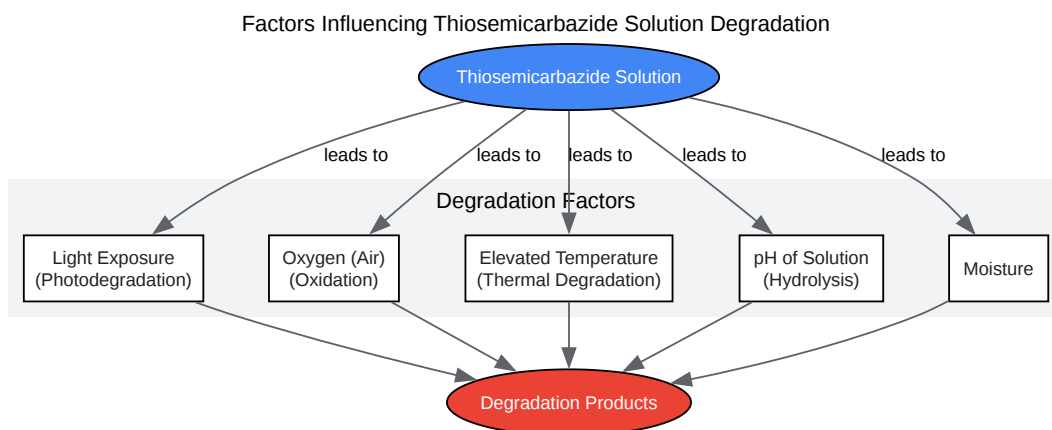 Factors Influencing Thiosemicarbazide Solution Degradation
Thiosemicarbazide Solution
leads to
leads to
leads to
leads to
leads to
Degradation Factors
Light Exposure
(Photodegradation)
Oxygen (Air)
(Oxidation)
Elevated Temperature
(Thermal Degradation)
pH of Solution
(Hydrolysis)
Moisture
Degradation Products